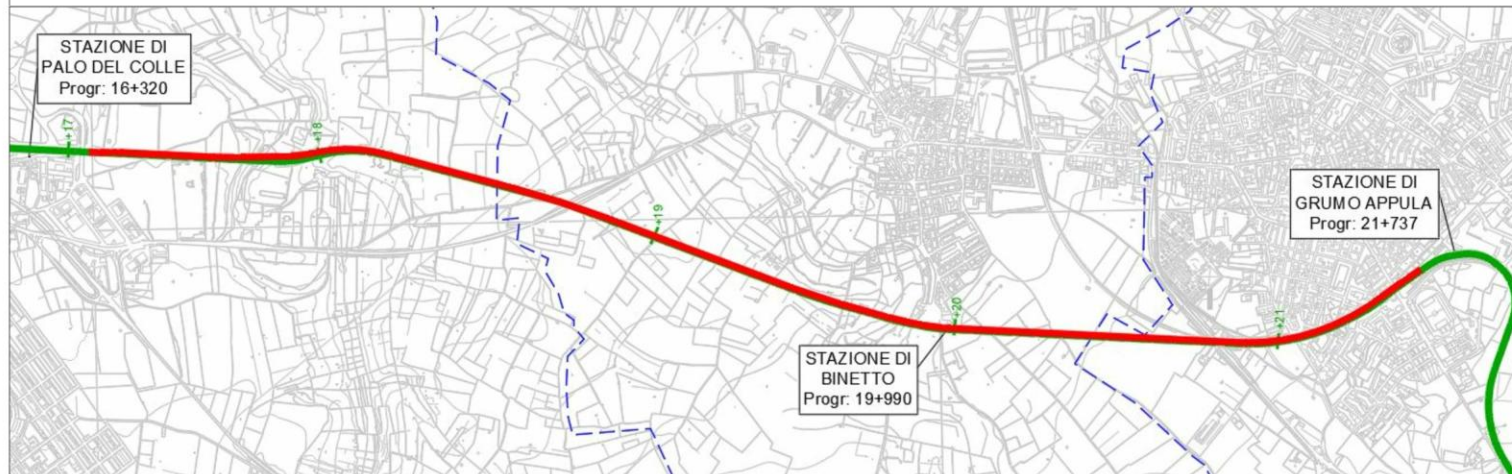 STAZIONE DI
PALO DEL COLLE
Progr: 16+320
+17
+18
+19
STAZIONE DI
BINETTO
Progr: 19+990
+20
+21
STAZIONE DI
GRUMO APPULA
Progr: 21+737